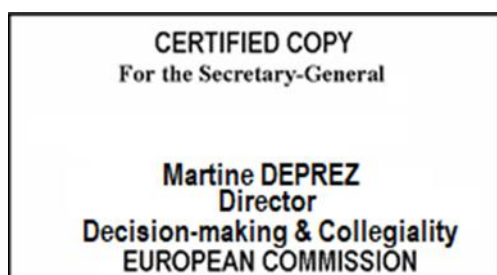 CERTIFIED COPY
For the Secretary-General
Martine DEPREZ
Director
Decision-making & Collegiality
EUROPEAN COMMISSION